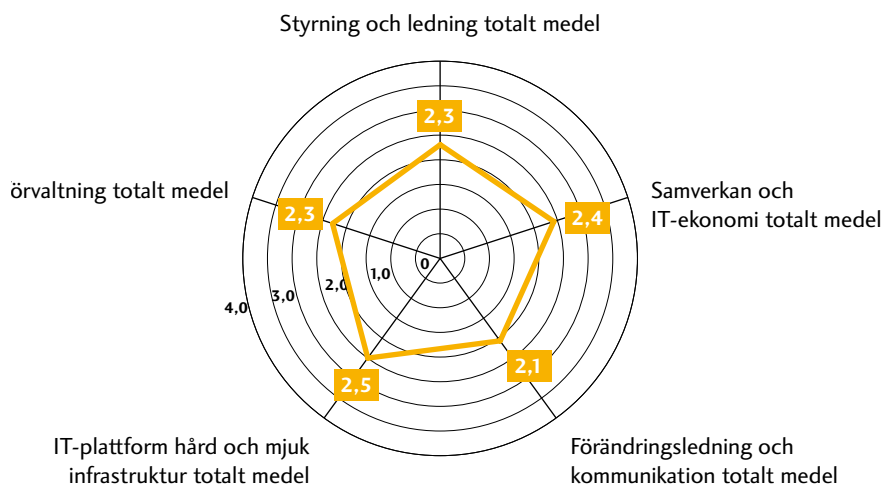 Styrning och ledning totalt medel
2,3
örvaltning totalt medel
2,3
Samverkan och
IT-ekonomi totalt medel
2,4
0
1,0
2,0
3,0
4,0
2,5
2,1
IT-plattform hård och mjuk
infrastruktur totalt medel
Förändringsledning och
kommunikation totalt medel